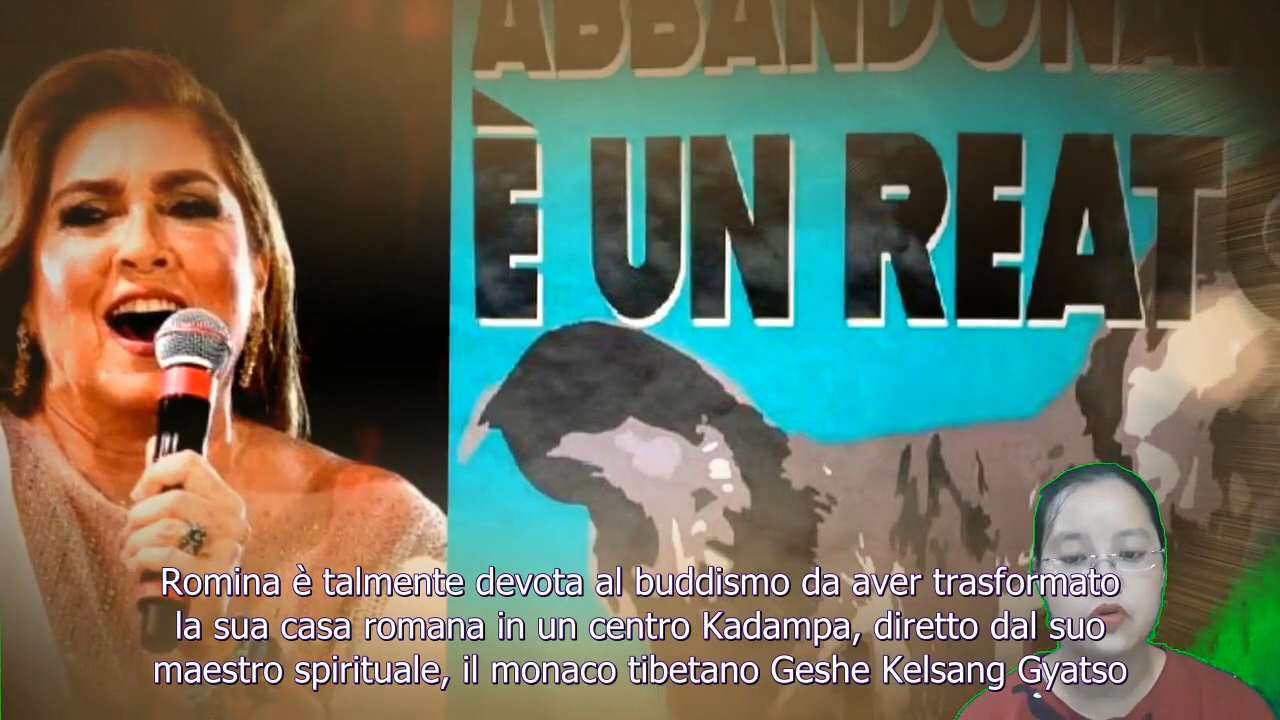 ABBANDONA
È UN REAT
Romina è talmente devota al buddismo da aver trasformato
la sua casa romana in un centro Kadampa, diretto dal suo
maestro spirituale, il monaco tibetano Geshe Kelsang Gyatso